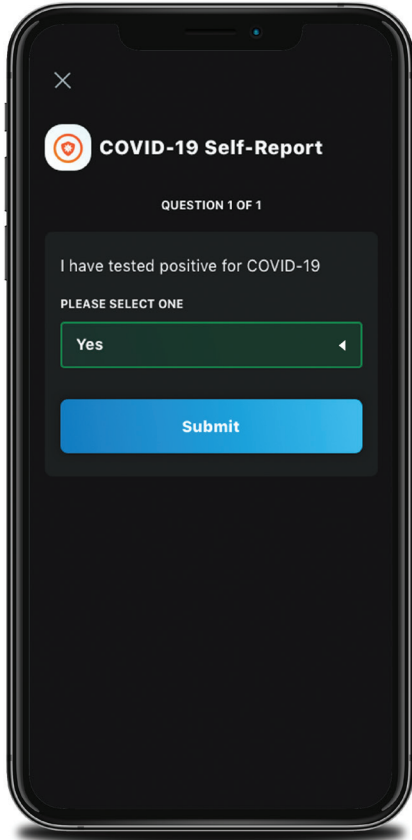 COVID-19 Self-Report
QUESTION 1 OF 1
I have tested positive for COVID-19
PLEASE SELECT ONE
Yes
Submit